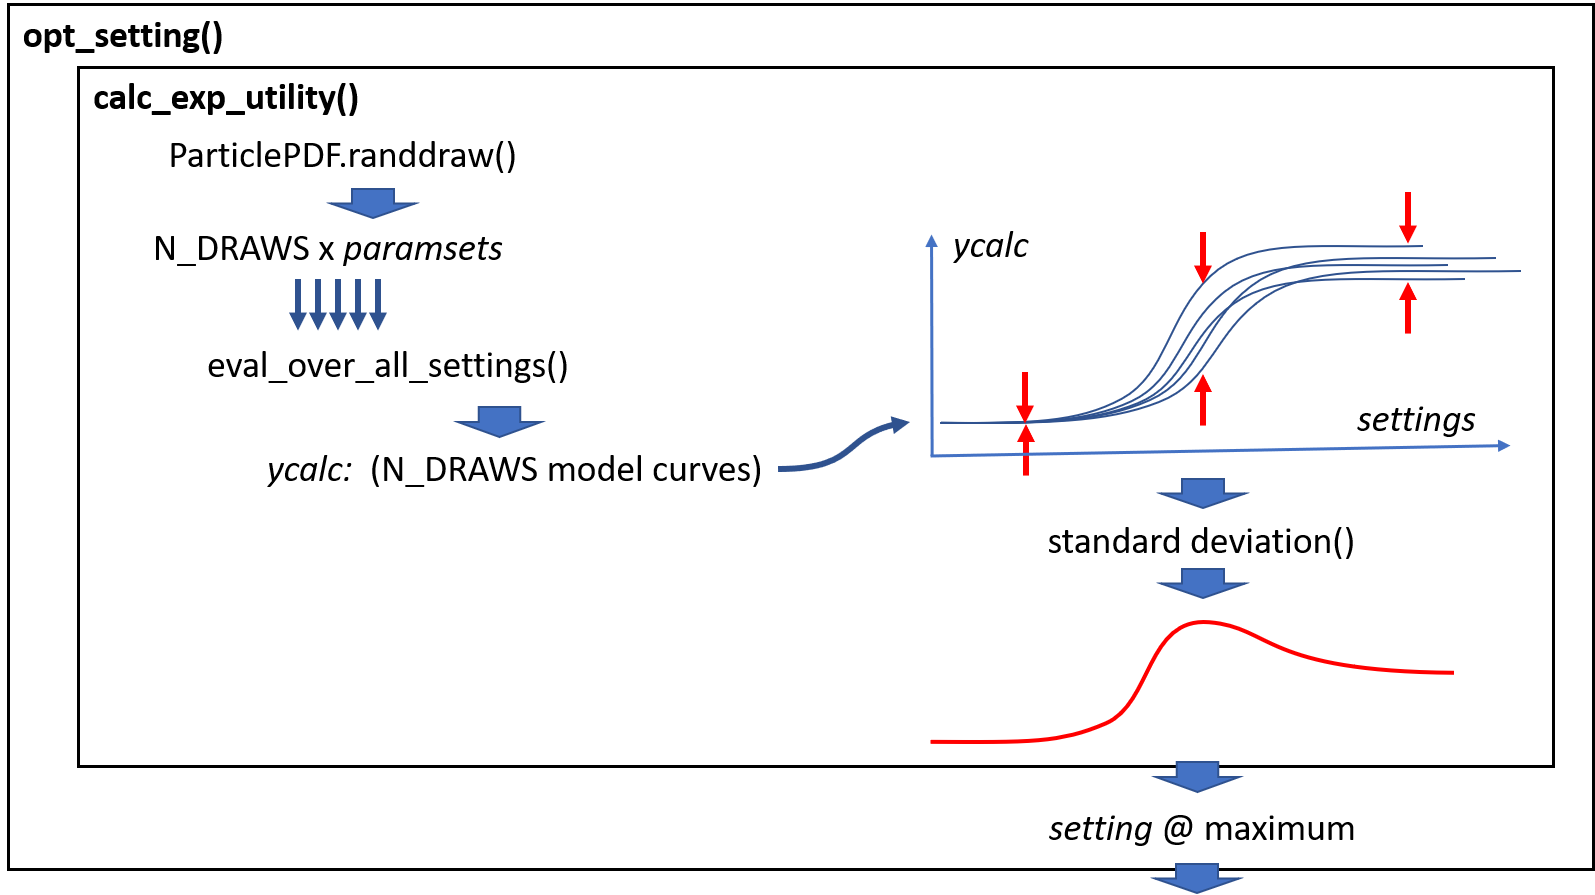 opt_setting()
calc_exp_utility()
ParticlePDF.randdraw()
N_DRAWS x paramsets
eval_over_all_settings()
ycalc: (N_DRAWS model curves)
ycalc
settings
standard deviation()
setting @ maximum